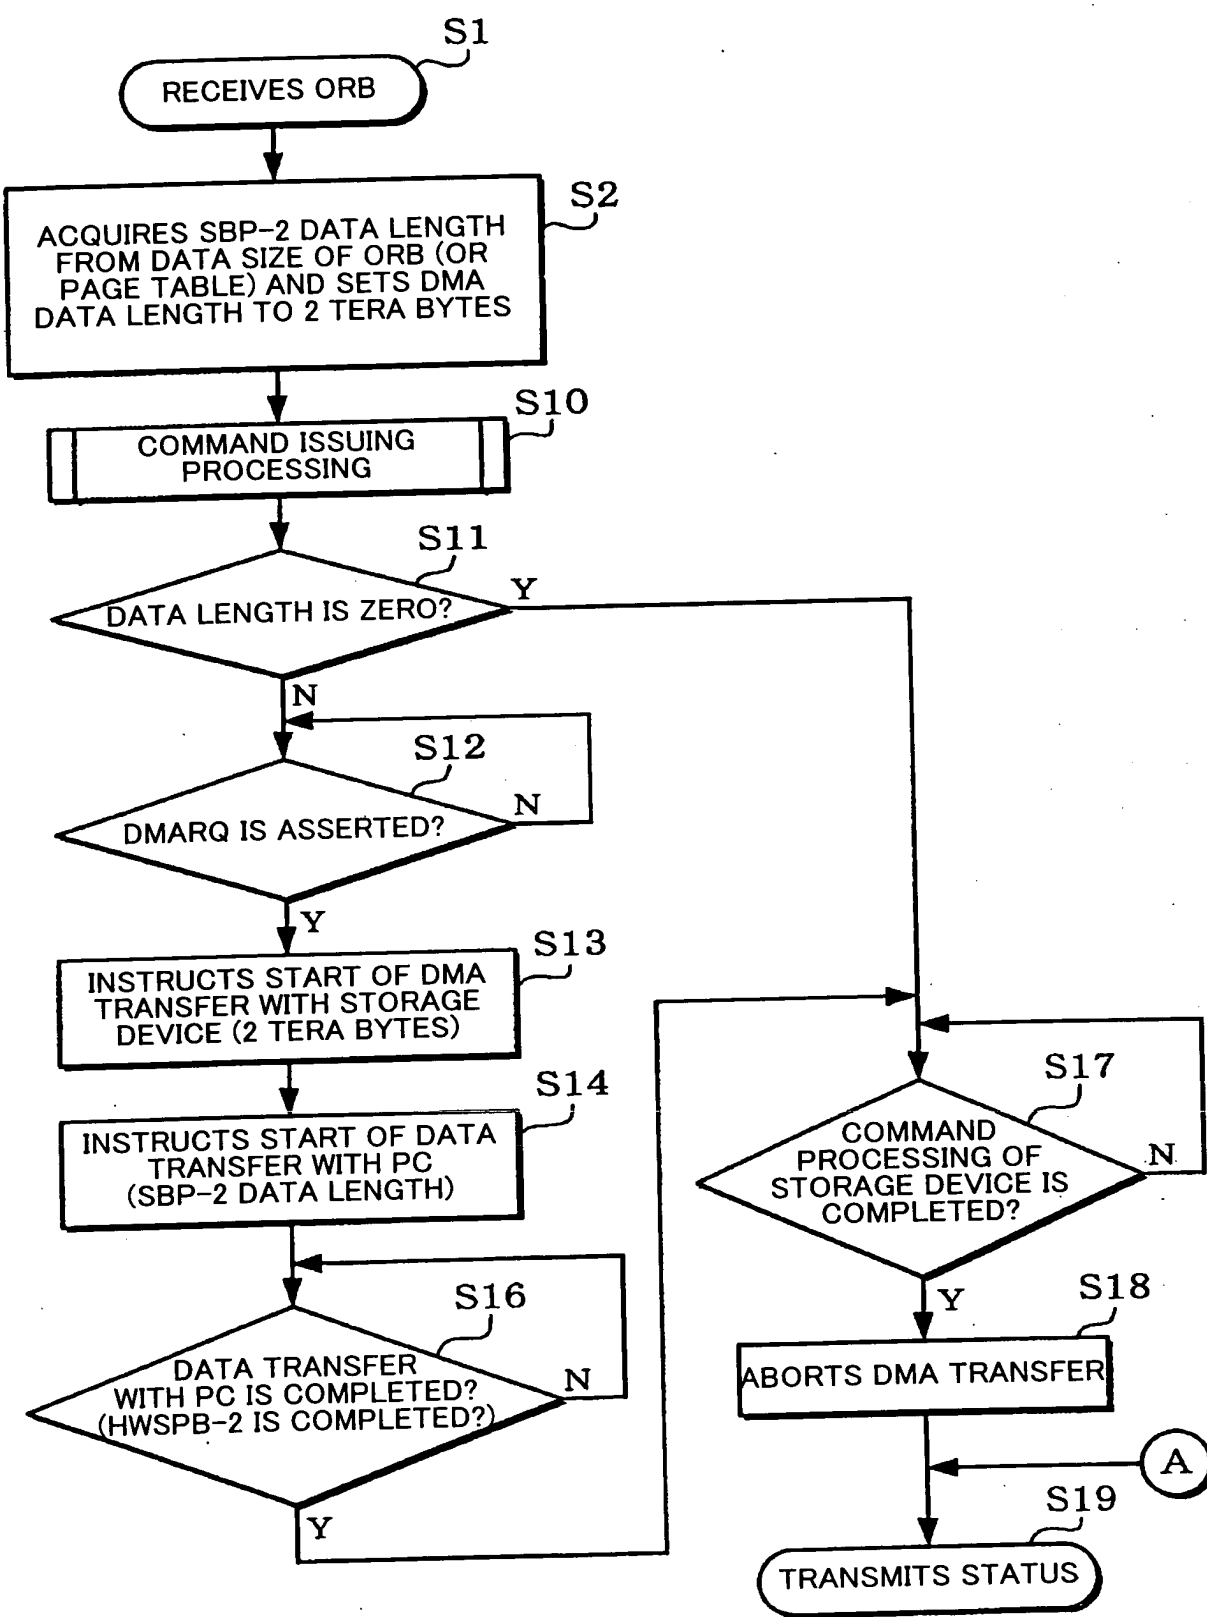 S1
RECEIVES ORB
S2
ACQUIRES SBP-2 DATA LENGTH
FROM DATA SIZE OF ORB (OR
PAGE TABLE) AND SETS DMA
DATA LENGTH TO 2 TERA BYTES
S10
COMMAND ISSUING
PROCESSING
S11
DATA LENGTH IS ZERO?
Y
N
S12
DMARQ IS ASSERTED?
N
Y
S13
INSTRUCTS START OF DMA
TRANSFER WITH STORAGE
DEVICE (2 TERA BYTES)
S14
INSTRUCTS START OF DATA
TRANSFER WITH PC
(SBP-2 DATA LENGTH)
S16
DATA TRANSFER
WITH PC IS COMPLETED?
(HWSPB-2 IS COMPLETED?)
N
Y
S17
COMMAND
PROCESSING OF
STORAGE DEVICE IS
COMPLETED?
N
Y
S18
ABORTS DMA TRANSFER
A
S19
TRANSMITS STATUS